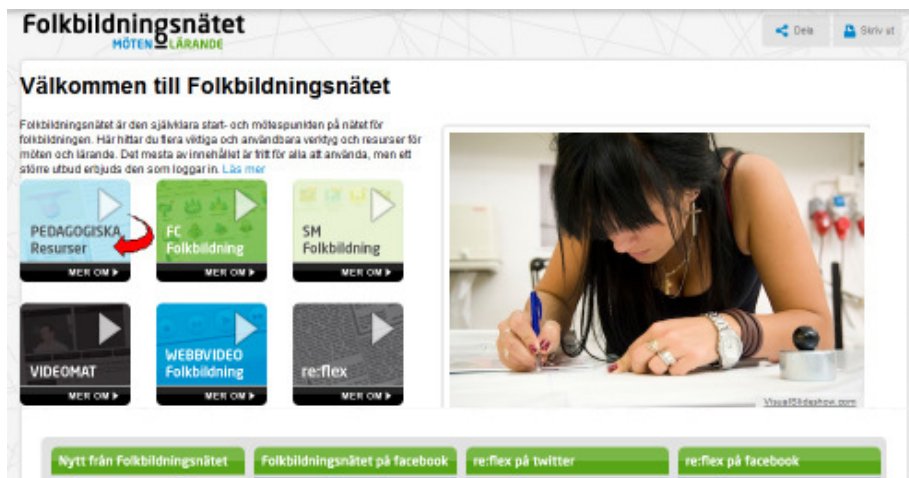 Folkbildningsnätet
MÖTEN & LÄRANDE
Dela
Skriv ut
Välkommen till Folkbildningsnätet
Folkbildningsnätet är den självklara start- och mötespunkten på nätet för
folkbildningen. Här hittar du flera viktiga och användbara verktyg och resurser för
möten och lärande. Det mesta av innehållet är fritt för alla att använda, men ett
större utbud erbjuds den som loggar in. Läs mer
PEDAGOGISKA
Resurser
MER OM
FC
Folkbildning
MER OM
SM
Folkbildning
MER OM
VIDEOMAT
MER OM
WEBBVIDEO
Folkbildning
MER OM
re:flex
MER OM
VisualSlideshow.com
Nytt från Folkbildningsnätet
Folkbildningsnätet på facebook
re:flex på twitter
re:flex på facebook